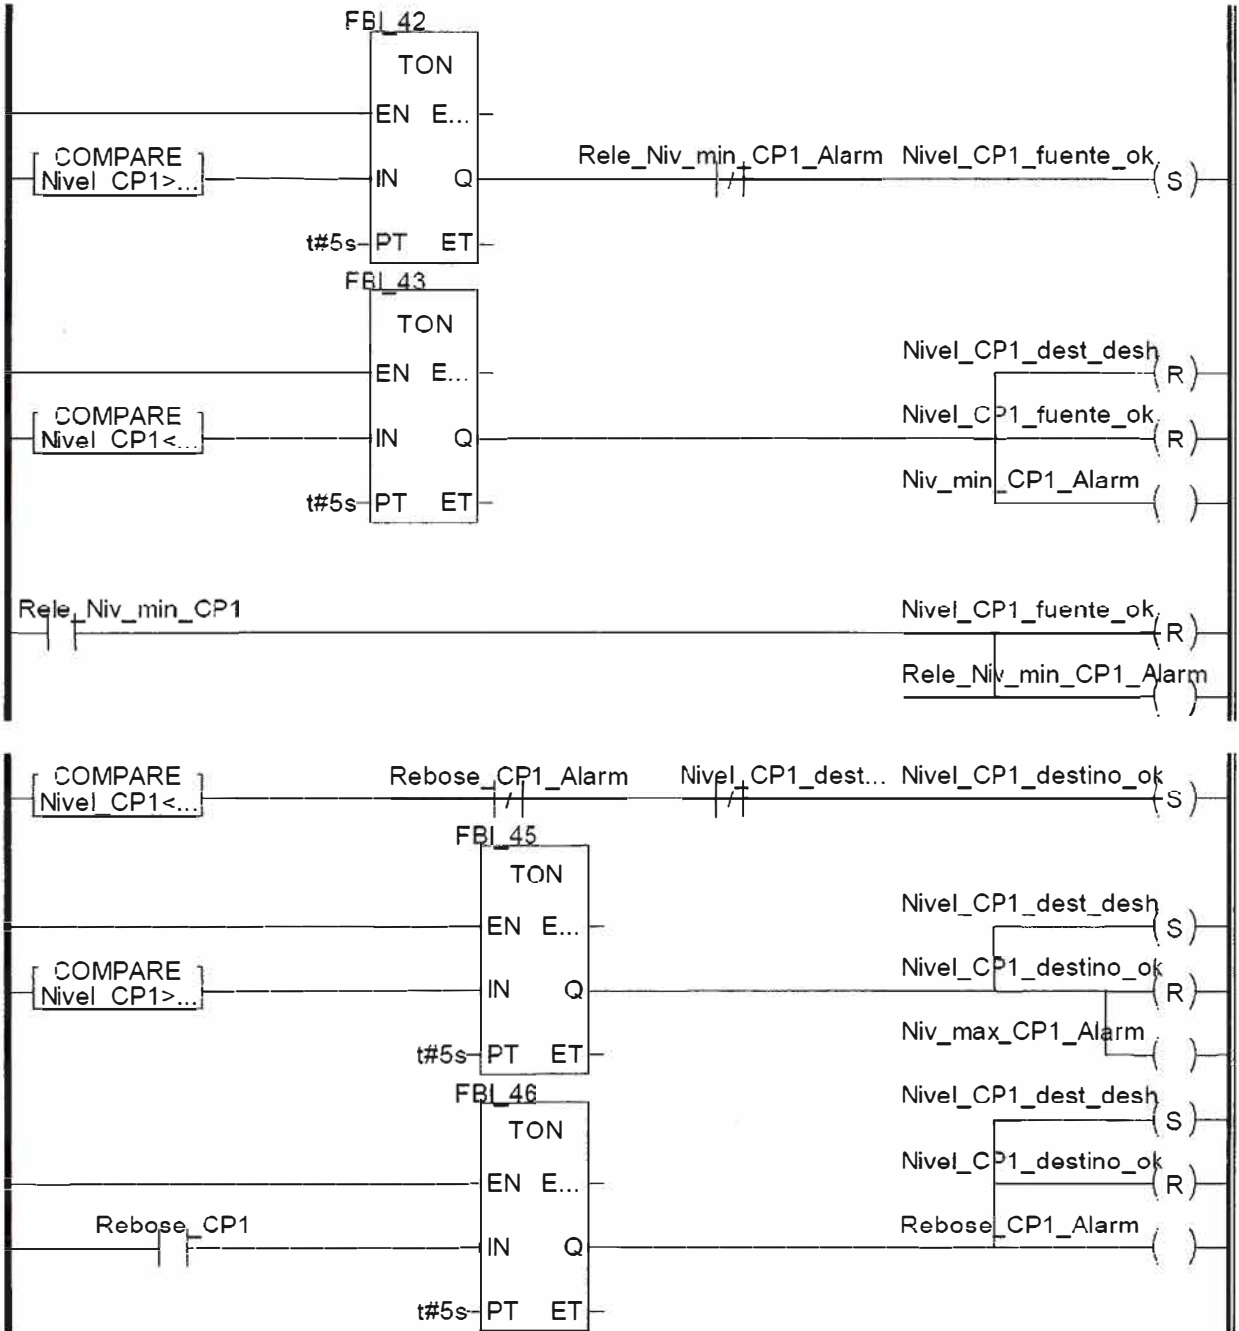 FBI_42
TON
EN E...
COMPARE
Nivel_CP1>...
IN Q
Rele_Niv_min_CP1_Alarm Nivel_CP1_fuente_ok
S
t#5s PT ET
FBI_43
TON
EN E...
Nivel_CP1_dest_desh
R
COMPARE
Nivel_CP1<...
IN Q
Nivel_CP1_fuente_ok
R
Niv_min_CP1_Alarm
t#5s PT ET
Rele_Niv_min_CP1
Nivel_CP1_fuente_ok
R
Rele_Niv_min_CP1_Alarm
COMPARE
Nivel_CP1<...
Rebose_CP1_Alarm Nivel_CP1_dest... Nivel_CP1_destino_ok
S
FBI_45
TON
EN E...
Nivel_CP1_dest_desh
S
COMPARE
Nivel_CP1>...
IN Q
Nivel_CP1_destino_ok
R
Niv_max_CP1_Alarm
t#5s PT ET
FBI_46
TON
Nivel_CP1_dest_desh
S
EN E...
Nivel_CP1_destino_ok
R
Rebose_CP1
IN Q
Rebose_CP1_Alarm
t#5s PT ET